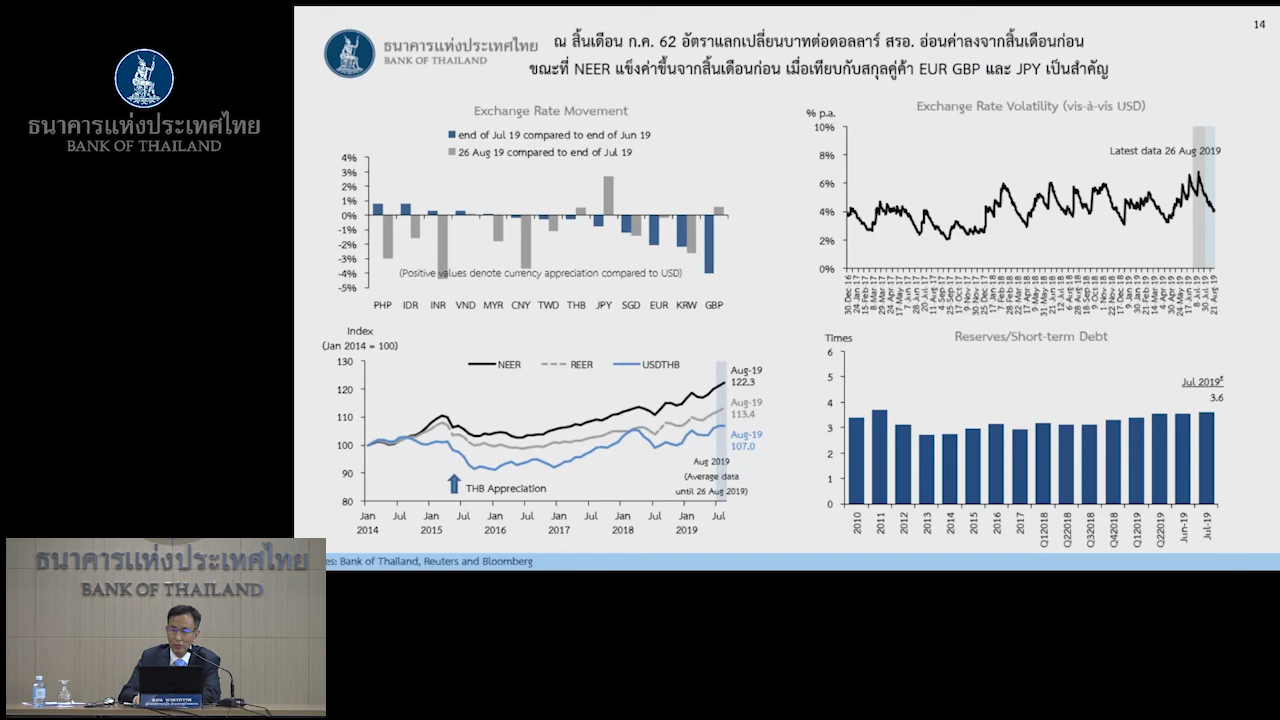 ธนาคารแห่งประเทศไทย
BANK OF THAILAND
14
ธนาคารแห่งประเทศไทย
BANK OF THAILAND
ณ สิ้นเดือน ก.ค. 62 อัตราแลกเปลี่ยนบาทต่อดอลลาร์ สรอ. อ่อนค่าลงจากสิ้นเดือนก่อน
ขณะที่ NEER แข็งค่าขึ้นจากสิ้นเดือนก่อน เมื่อเทียบกับสกุลคู่ค้า EUR GBP และ JPY เป็นสำคัญ
Exchange Rate Movement
end of Jul 19 compared to end of Jun 19
26 Aug 19 compared to end of Jul 19
4%
3%
2%
1%
0%
-1%
-2%
-3%
-4%
-5%
(Positive values denote currency appreciation compared to USD)
PHP IDR INR VND MYR CNY TWD THB JPY SGD EUR KRW GBP
Exchange Rate Volatility (vis-à-vis USD)
% p.a.
10%
8%
6%
4%
2%
0%
Latest data 26 Aug 2019
Index
(Jan 2014 = 100)
130
120
110
100
90
80
NEER REER USDTHB
Aug-19
122.3
Aug-19
113.4
Aug-19
107.0
Aug 2019
(Average data
until 26 Aug 2019)
THB Appreciation
Jan Jul Jan Jul Jan Jul Jan Jul Jan Jul Jan Jul
2014 2015 2016 2017 2018 2019
Reserves/Short-term Debt
Times
6
5
4
3
2
1
0
Jul 2019ᴱ
3.6
2010 2011 2012 2013 2014 2015 2016 2017 Q12018 Q22018 Q32018 Q42018 Q12019 Q22019 Jun-19 Jul-19
es: Bank of Thailand, Reuters and Bloomberg
ธนาคารแห่งประเทศไทย
BANK OF THAILAND